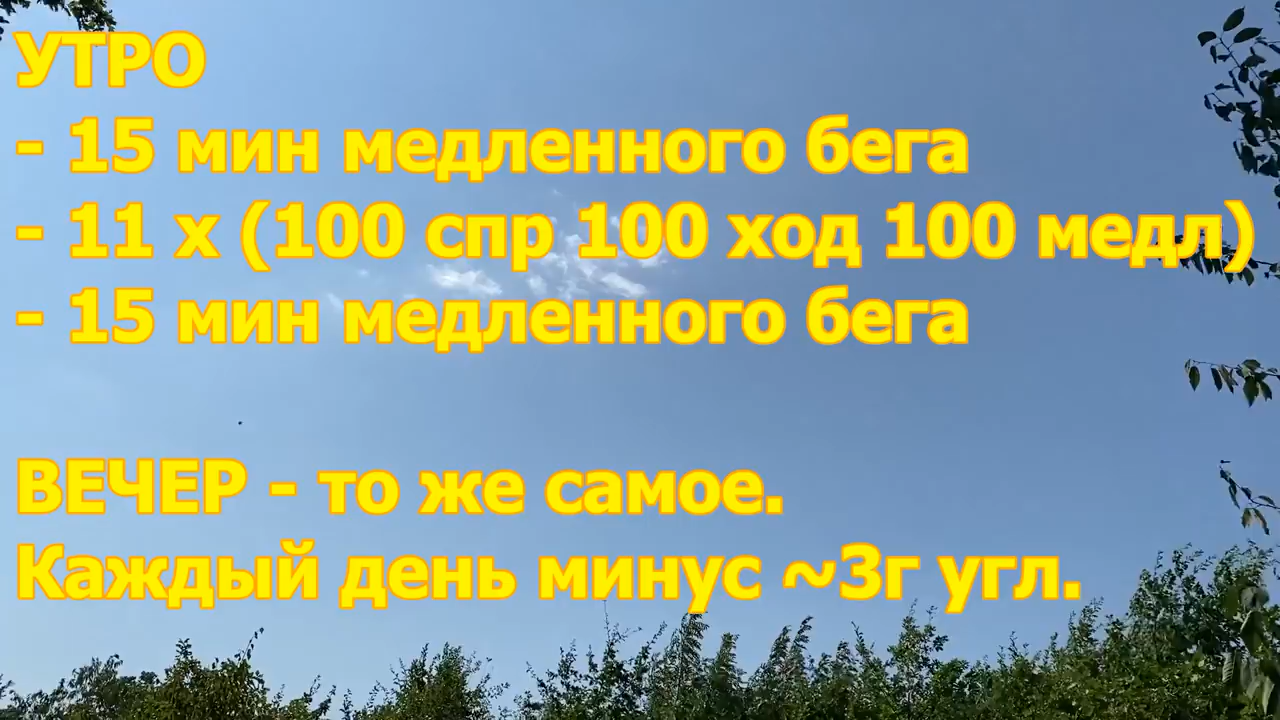 УТРО
- 15 мин медленного бега
- 11 х (100 спр 100 ход 100 медл)
- 15 мин медленного бега
ВЕЧЕР - то же самое.
Каждый день минус ~3г угл.